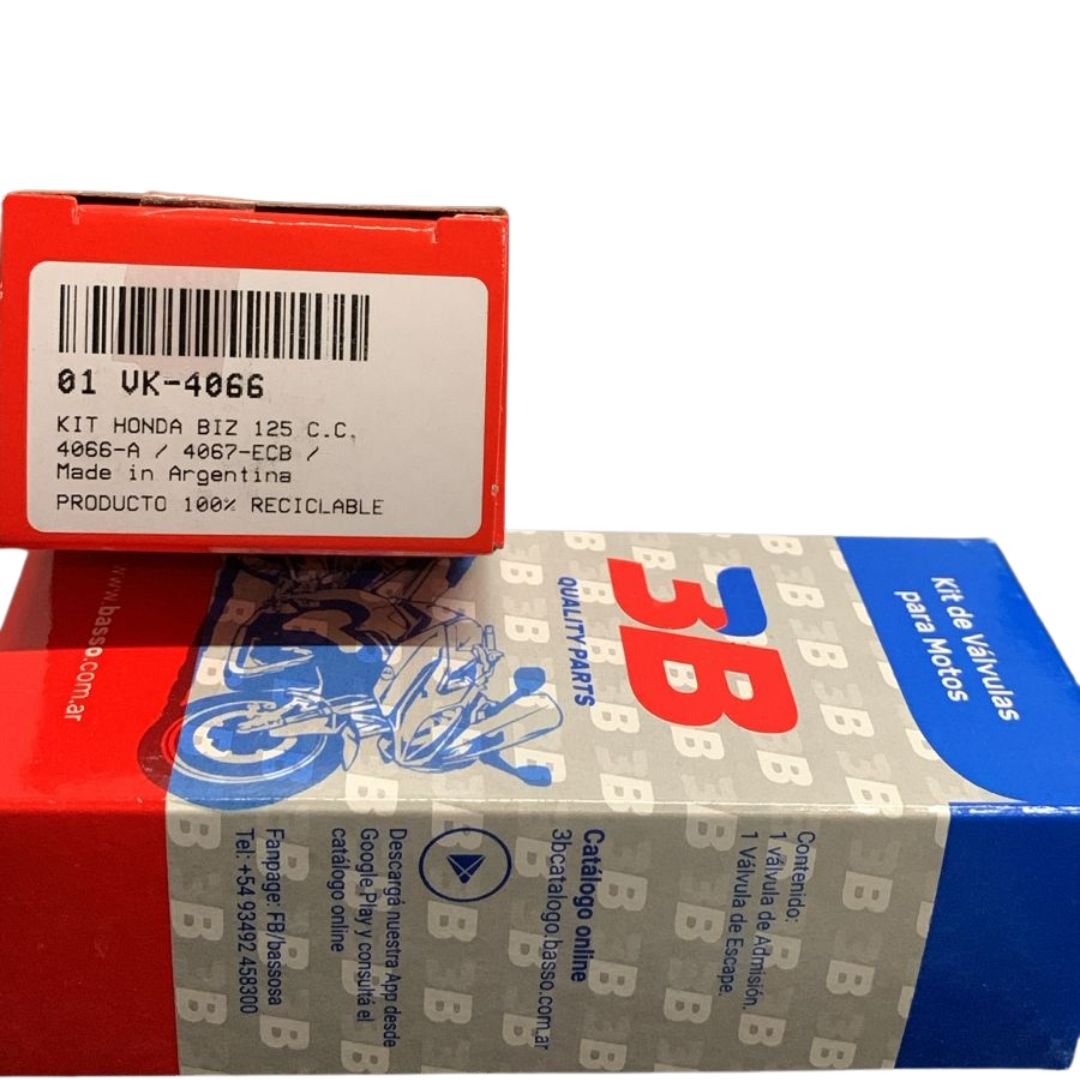 01 VK-4066
KIT HONDA BIZ 125 C.C.
4066-A / 4067-ECB /
Made in Argentina
PRODUCTO 100% RECICLABLE
Kit de Válvulas
para Motos
3B
QUALITY PARTS
www.basso.com.ar
Contenido:
1 válvula de Admisión.
1 Válvula de Escape.
Catálogo online
3bcatalogo.basso.com.ar
Descargá nuestra App desde
Google Play y consultá el
catálogo online
Fanpage: FB/bassosa
Tel: +54 93492 458300